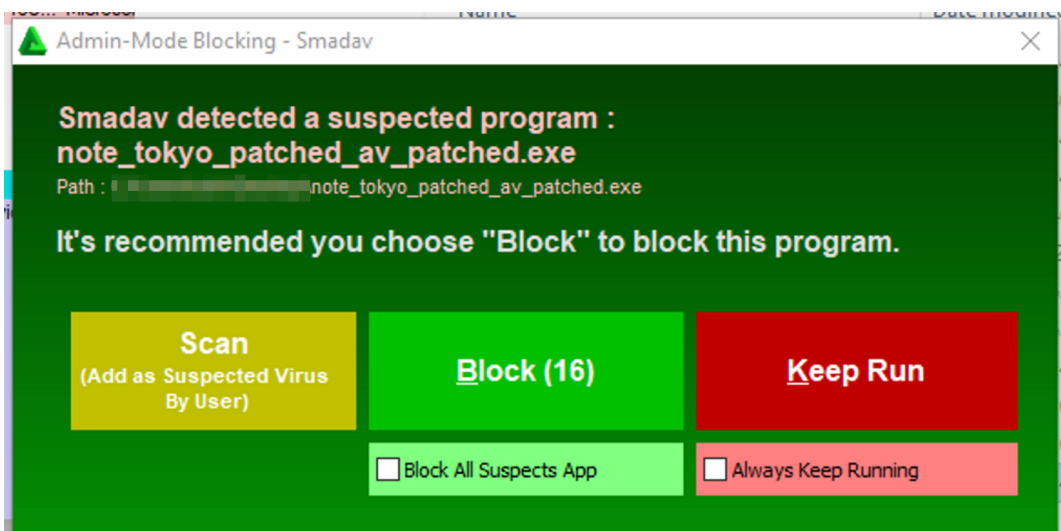 Name
Admin-Mode Blocking - Smadav
Smadav detected a suspected program :
note_tokyo_patched_av_patched.exe
Path : \note_tokyo_patched_av_patched.exe
It's recommended you choose "Block" to block this program.
Scan
(Add as Suspected Virus
By User)
Block (16)
Keep Run
Block All Suspects App
Always Keep Running